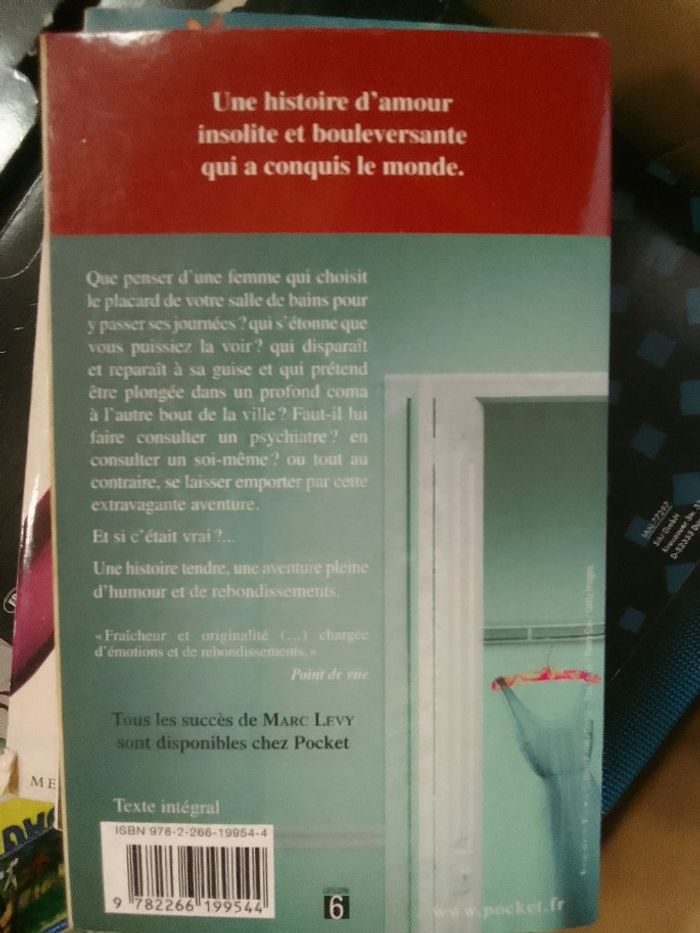 Une histoire d'amour
insolite et bouleversante
qui a conquis le monde.
Que penser d'une femme qui choisit
le placard de votre salle de bains pour
y passer ses journées ? qui s'étonne que
vous puissiez la voir ? qui disparaît
et reparaît à sa guise et qui prétend
être plongée dans un profond coma
à l'autre bout de la ville ? Faut-il lui
faire consulter un psychiatre ? en
consulter un soi-même ? ou tout au
contraire, se laisser emporter par cette
extravagante aventure.
Et si c'était vrai ?...
Une histoire tendre, une aventure pleine
d'humour et de rebondissements.
« Fraîcheur et originalité (...) chargée
d'émotions et de rebondissements. »
Point de vue
Tous les succès de MARC LEVY
sont disponibles chez Pocket
Texte intégral
ISBN 978-2-266-19954-4
9 782266 199544
6
www.pocket.fr
Getty Images.
ME